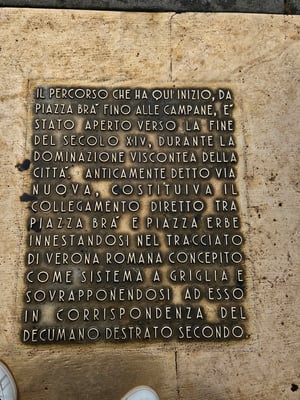 IL PERCORSO CHE HA QUI INIZIO, DA
PIAZZA BRA' FINO ALLE CAMPANE, E'
STATO APERTO VERSO LA FINE
DEL SECOLO XIV, DURANTE LA
DOMINAZIONE VISCONTEA DELLA
CITTA'. ANTICAMENTE DETTO VIA
NUOVA, COSTITUIVA IL
COLLEGAMENTO DIRETTO TRA
PIAZZA BRA' E PIAZZA ERBE
INNESTANDOSI NEL TRACCIATO
DI VERONA ROMANA CONCEPITO
COME SISTEMA A GRIGLIA E
SOVRAPPONENDOSI AD ESSO
IN CORRISPONDENZA DEL
DECUMANO DESTRATO SECONDO.